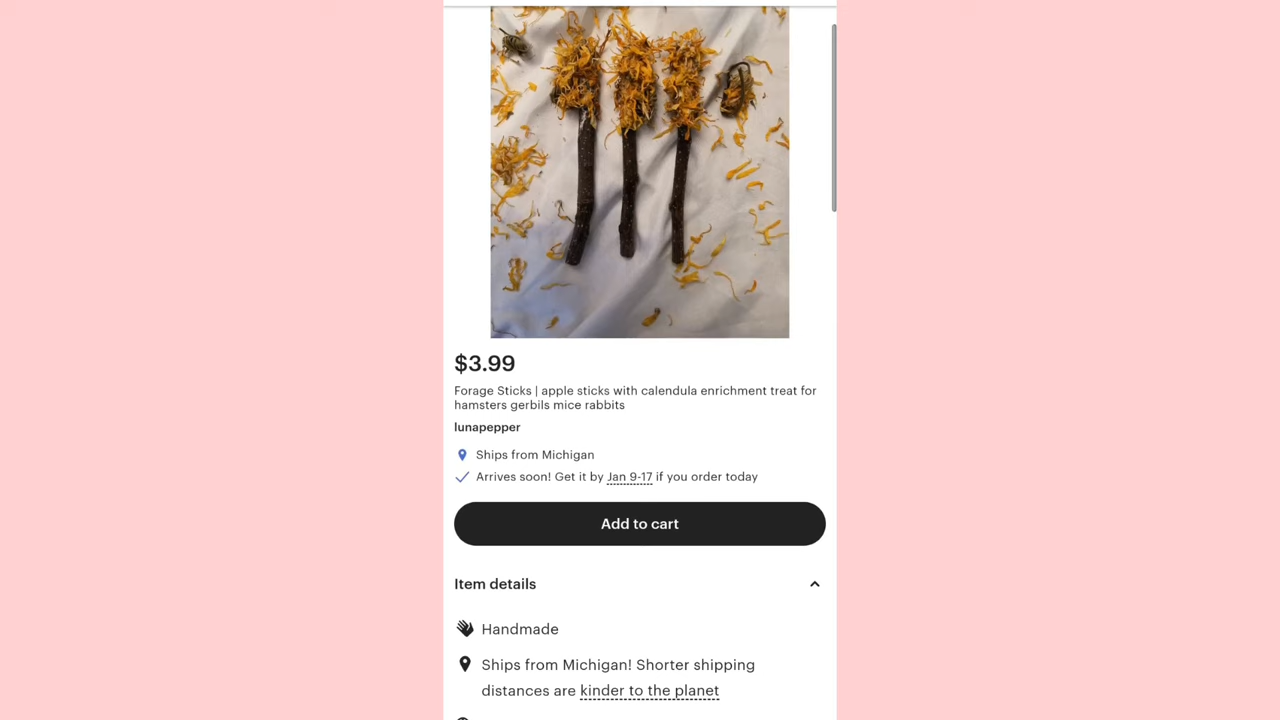 $3.99
Forage Sticks | apple sticks with calendula enrichment treat for
hamsters gerbils mice rabbits
lunapepper
Ships from Michigan
Arrives soon! Get it by Jan 9-17 if you order today
Add to cart
Item details
Handmade
Ships from Michigan! Shorter shipping
distances are kinder to the planet